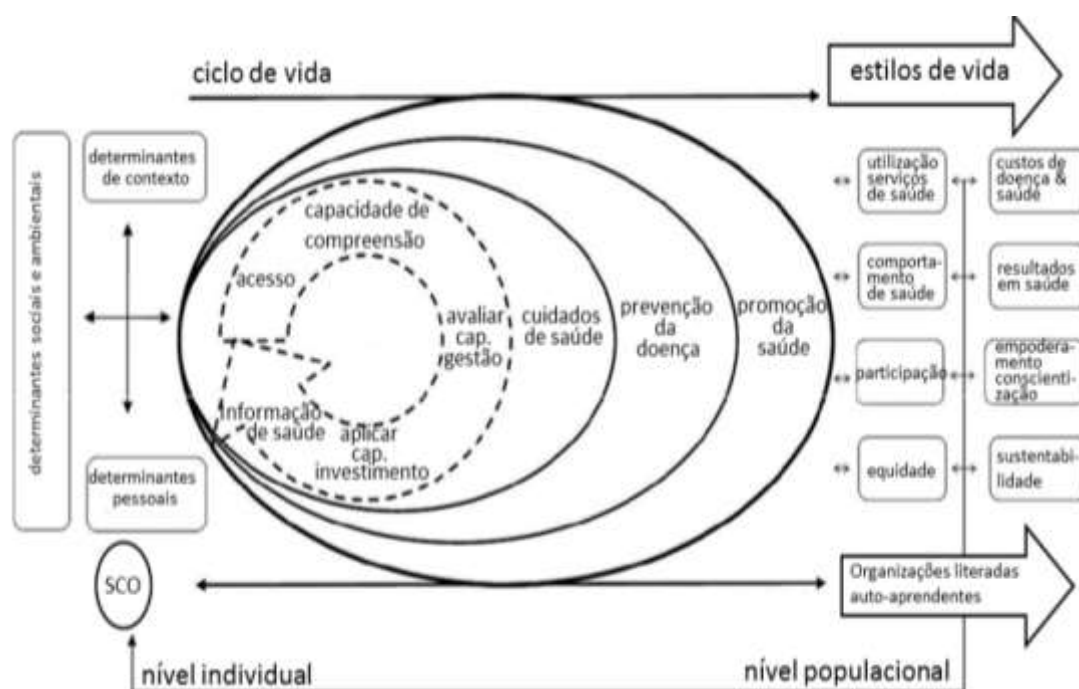 ciclo de vida
estilos de vida
determinantes sociais e ambientais
determinantes
de contexto
determinantes
pessoais
SCO
capacidade de
compreensão
acesso
avaliar
cap.
gestão
Informação
de saúde
aplicar
cap.
investimento
cuidados
de saúde
prevenção
da
doença
promoção
da
saúde
utilização
serviços
de saúde
custos de
doença &
saúde
comporta-
mento
de saúde
resultados
em saúde
participação
empodera-
mento
conscienti-
zação
equidade
sustentabi-
lidade
Organizações literadas
auto-aprendentes
nível individual
nível populacional